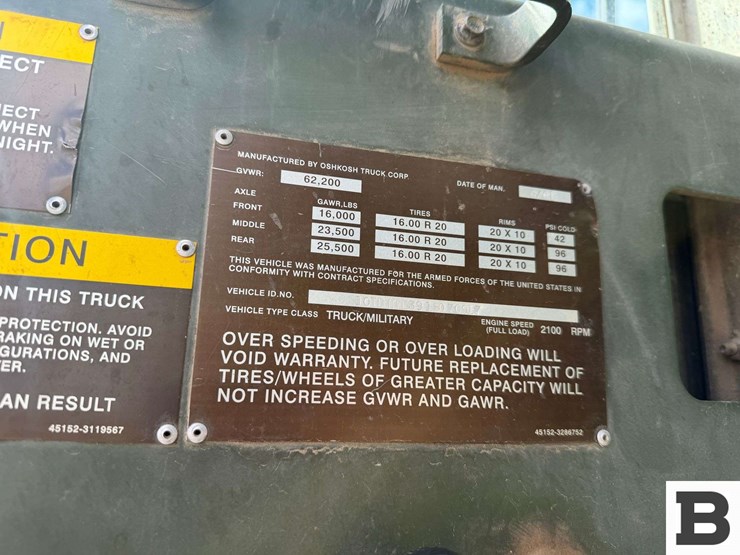 ECT
JECT
WHEN
NIGHT.
TION
ON THIS TRUCK
PROTECTION. AVOID
RAKING ON WET OR
GURATIONS, AND
ER.
AN RESULT
45152-3119567
MANUFACTURED BY OSHKOSH TRUCK CORP.
GVWR: 62,200 DATE OF MAN.
AXLE GAWR,LBS TIRES RIMS PSI COLD
FRONT 16,000 16.00 R 20 20 X 10 42
MIDDLE 23,500 16.00 R 20 20 X 10 96
REAR 25,500 16.00 R 20 20 X 10 96
THIS VEHICLE WAS MANUFACTURED FOR THE ARMED FORCES OF THE UNITED STATES IN
CONFORMITY WITH CONTRACT SPECIFICATIONS.
VEHICLE ID.NO.
VEHICLE TYPE CLASS TRUCK/MILITARY ENGINE SPEED (FULL LOAD) 2100 RPM
OVER SPEEDING OR OVER LOADING WILL
VOID WARRANTY. FUTURE REPLACEMENT OF
TIRES/WHEELS OF GREATER CAPACITY WILL
NOT INCREASE GVWR AND GAWR.
45152-3286752
B